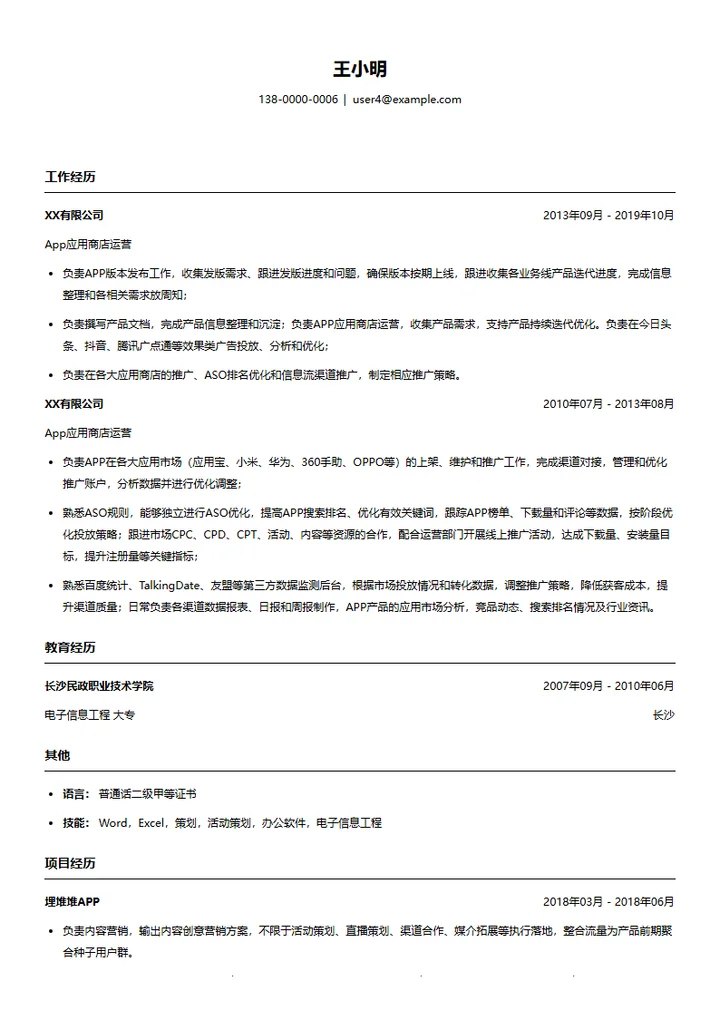 王小明
138-0000-0006 | user4@example.com
工作经历
XX有限公司 2013年09月 - 2019年10月
App应用商店运营
• 负责APP版本发布工作，收集发版需求、跟进发版进度和问题，确保版本按期上线，跟进收集各业务线产品迭代进度，完成信息
整理和各相关需求放周知；
• 负责撰写产品文档，完成产品信息整理和沉淀；负责APP应用商店运营，收集产品需求，支持产品持续迭代优化。负责在今日头
条、抖音、腾讯广点通等效果类广告投放、分析和优化；
• 负责在各大应用商店的推广、ASO排名优化和信息流渠道推广，制定相应推广策略。
XX有限公司 2010年07月 - 2013年08月
App应用商店运营
• 负责APP在各大应用市场（应用宝、小米、华为、360手助、OPPO等）的上架、维护和推广工作，完成渠道对接，管理和优化
推广账户，分析数据并进行优化调整；
• 熟悉ASO规则，能够独立进行ASO优化，提高APP搜索排名、优化有效关键词，跟踪APP榜单、下载量和评论等数据，按阶段优
化投放策略；跟进市场CPC、CPD、CPT、活动、内容等资源的合作，配合运营部门开展线上推广活动，达成下载量、安装量目
标，提升注册量等关键指标；
• 熟悉百度统计、TalkingDate、友盟等第三方数据监测后台，根据市场投放情况和转化数据，调整推广策略，降低获客成本，提
升渠道质量；日常负责各渠道数据报表、日报和周报制作，APP产品的应用市场分析，竞品动态、搜索排名情况及行业资讯。
教育经历
长沙民政职业技术学院 2007年09月 - 2010年06月
电子信息工程 大专 长沙
其他
• 语言： 普通话二级甲等证书
• 技能： Word，Excel，策划，活动策划，办公软件，电子信息工程
项目经历
埋堆堆APP 2018年03月 - 2018年06月
• 负责内容营销，输出内容创意营销方案，不限于活动策划、直播策划、渠道合作、媒介拓展等执行落地，整合流量为产品前期聚
合种子用户群。